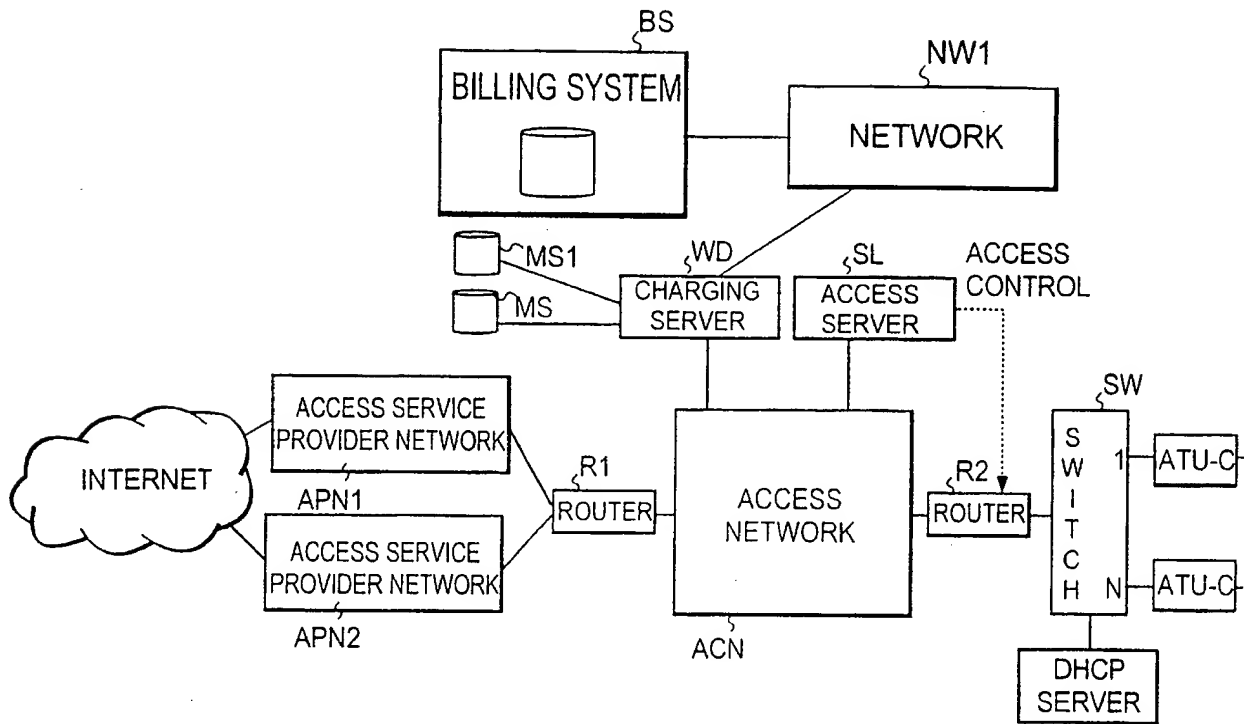 BS
BILLING SYSTEM
NW1
NETWORK
MS1
MS
WD
CHARGING
SERVER
SL
ACCESS
SERVER
ACCESS
CONTROL
INTERNET
ACCESS SERVICE
PROVIDER NETWORK
APN1
ACCESS SERVICE
PROVIDER NETWORK
APN2
R1
ROUTER
ACCESS
NETWORK
ACN
R2
ROUTER
SW
SWITCH
1
N
ATU-C
ATU-C
DHCP
SERVER